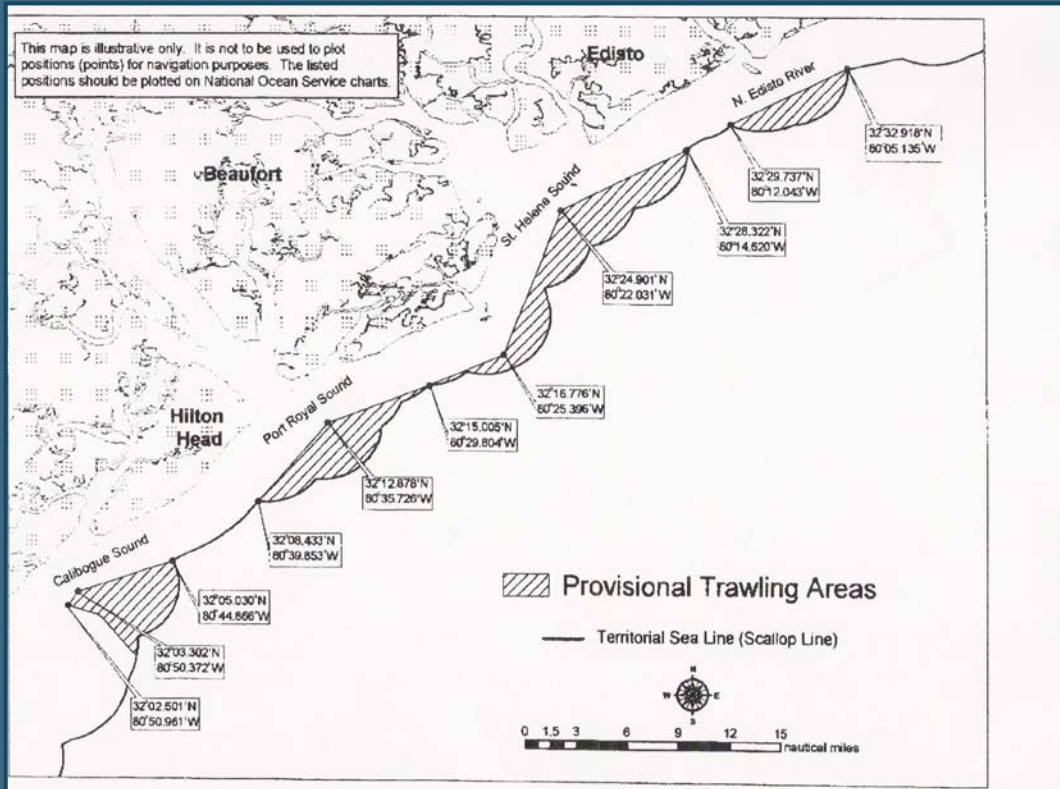 This map is illustrative only. It is not to be used to plot
positions (points) for navigation purposes. The listed
positions should be plotted on National Ocean Service charts.
Edisto
N. Edisto River
32°32.918'N
80°05.135'W
Beaufort
32°29.737'N
80°12.043'W
St. Helena Sound
32°28.322'N
80°14.620'W
32°24.901'N
80°22.031'W
32°16.776'N
80°25.396'W
Hilton
Head
Port Royal Sound
32°15.005'N
80°29.804'W
32°12.878'N
80°35.726'W
32°08.433'N
80°39.853'W
Calibogue Sound
32°05.030'N
80°44.866'W
32°03.302'N
80°50.372'W
32°02.501'N
80°50.961'W
Provisional Trawling Areas
Territorial Sea Line (Scallop Line)
N
W E
S
0 1.5 3 6 9 12 15
nautical miles